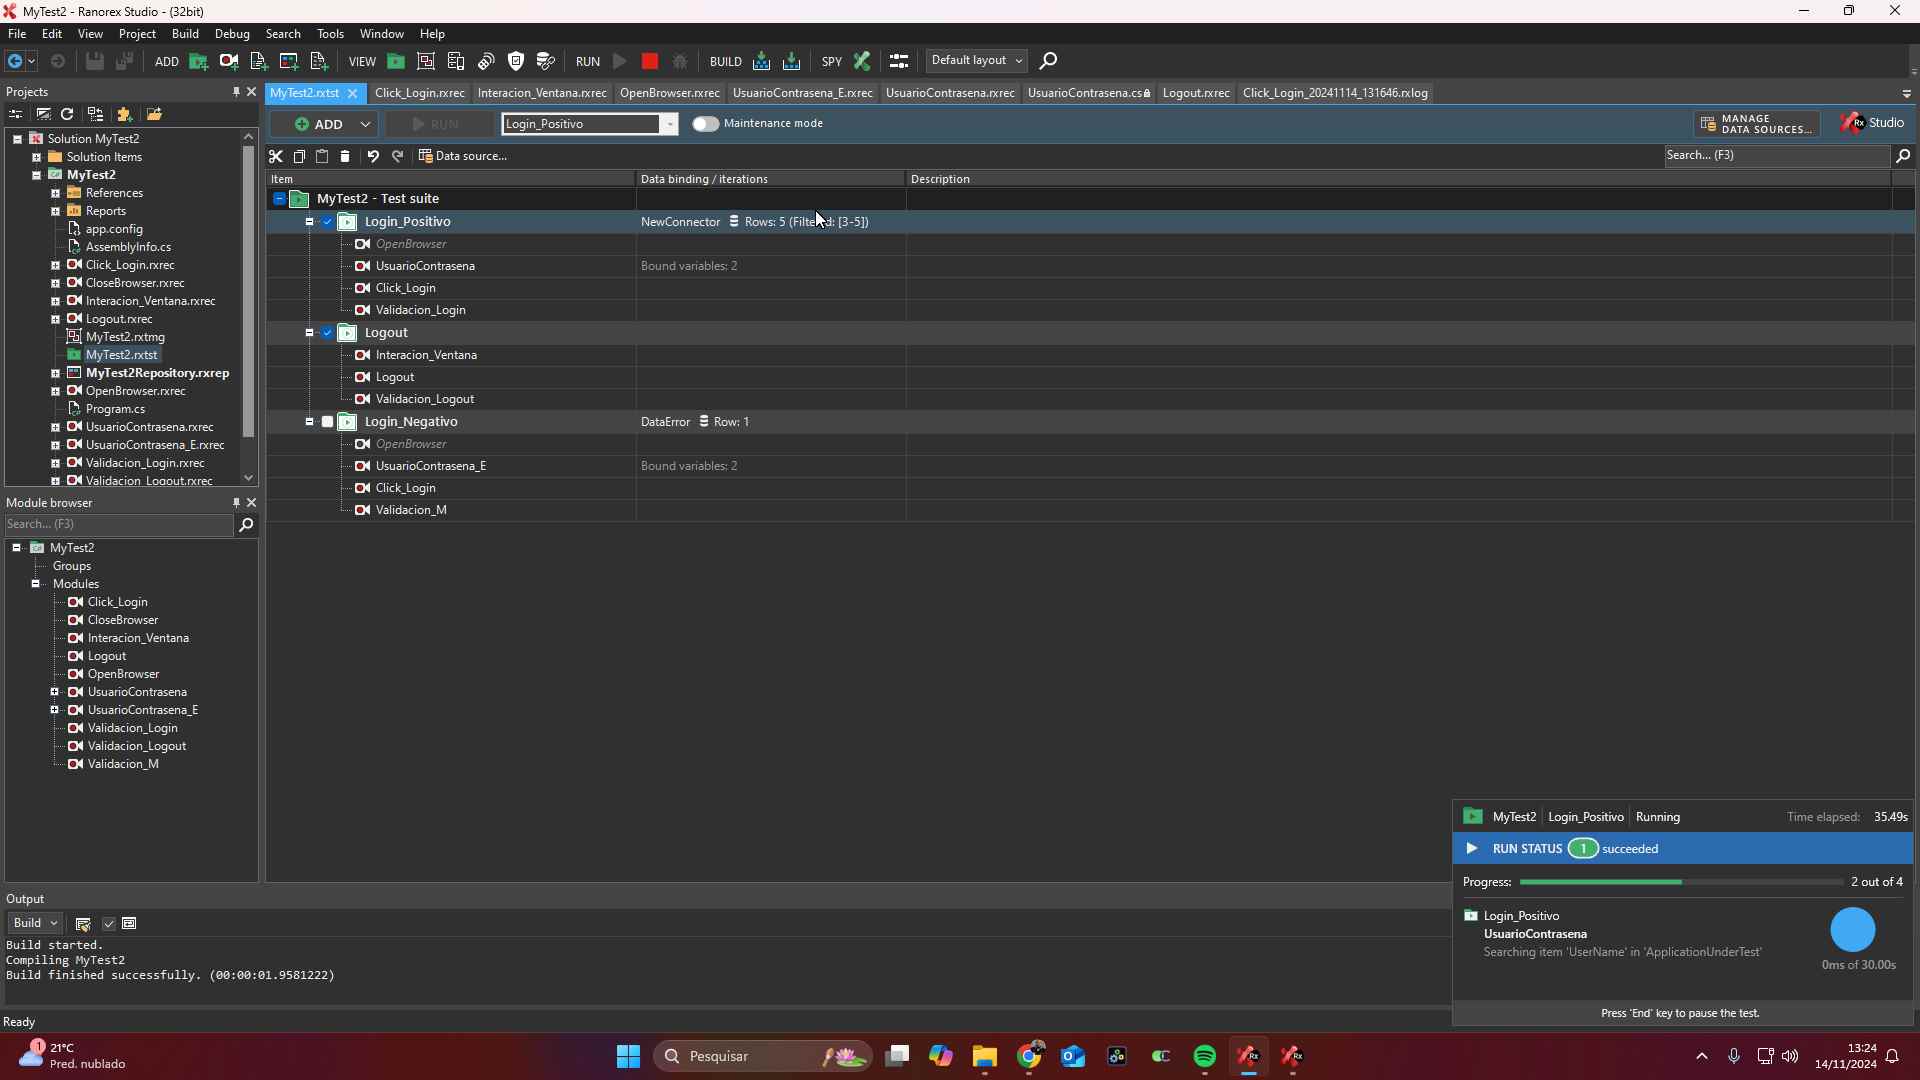 MyTest2 - Ranorex Studio - (32bit)
File Edit View Project Build Debug Search Tools Window Help
ADD VIEW RUN BUILD SPY Default layout
Projects
MyTest2.rxtst Click_Login.rxrec Interacion_Ventana.rxrec OpenBrowser.rxrec UsuarioContrasena_E.rxrec UsuarioContrasena.rxrec UsuarioContrasena.cs Logout.rxrec Click_Login_20241114_131646.rxlog
ADD RUN Login_Positivo Maintenance mode MANAGE
DATA SOURCES... Rx Studio
Data source... Search... (F3)
Item Data binding / iterations Description
MyTest2 - Test suite
Login_Positivo NewConnector Rows: 5 (Filte d: [3-5])
OpenBrowser
UsuarioContrasena Bound variables: 2
Click_Login
Validacion_Login
Logout
Interacion_Ventana
Logout
Validacion_Logout
Login_Negativo DataError Row: 1
OpenBrowser
UsuarioContrasena_E Bound variables: 2
Click_Login
Validacion_M
Solution MyTest2
Solution Items
MyTest2
References
Reports
app.config
AssemblyInfo.cs
Click_Login.rxrec
CloseBrowser.rxrec
Interacion_Ventana.rxrec
Logout.rxrec
MyTest2.rxtmg
MyTest2.rxtst
MyTest2Repository.rxrep
OpenBrowser.rxrec
Program.cs
UsuarioContrasena.rxrec
UsuarioContrasena_E.rxrec
Validacion_Login.rxrec
Validacion_Logout.rxrec
Module browser
Search... (F3)
MyTest2
Groups
Modules
Click_Login
CloseBrowser
Interacion_Ventana
Logout
OpenBrowser
UsuarioContrasena
UsuarioContrasena_E
Validacion_Login
Validacion_Logout
Validacion_M
Output
Build
Build started.
Compiling MyTest2
Build finished successfully. (00:00:01.9581222)
Ready
MyTest2 Login_Positivo Running Time elapsed: 35.49s
RUN STATUS 1 succeeded
Progress: 2 out of 4
Login_Positivo
UsuarioContrasena
Searching item 'UserName' in 'ApplicationUnderTest'
0ms of 30.00s
Press 'End' key to pause the test.
1
21°C
Pred. nublado
Pesquisar
13:24
14/11/2024